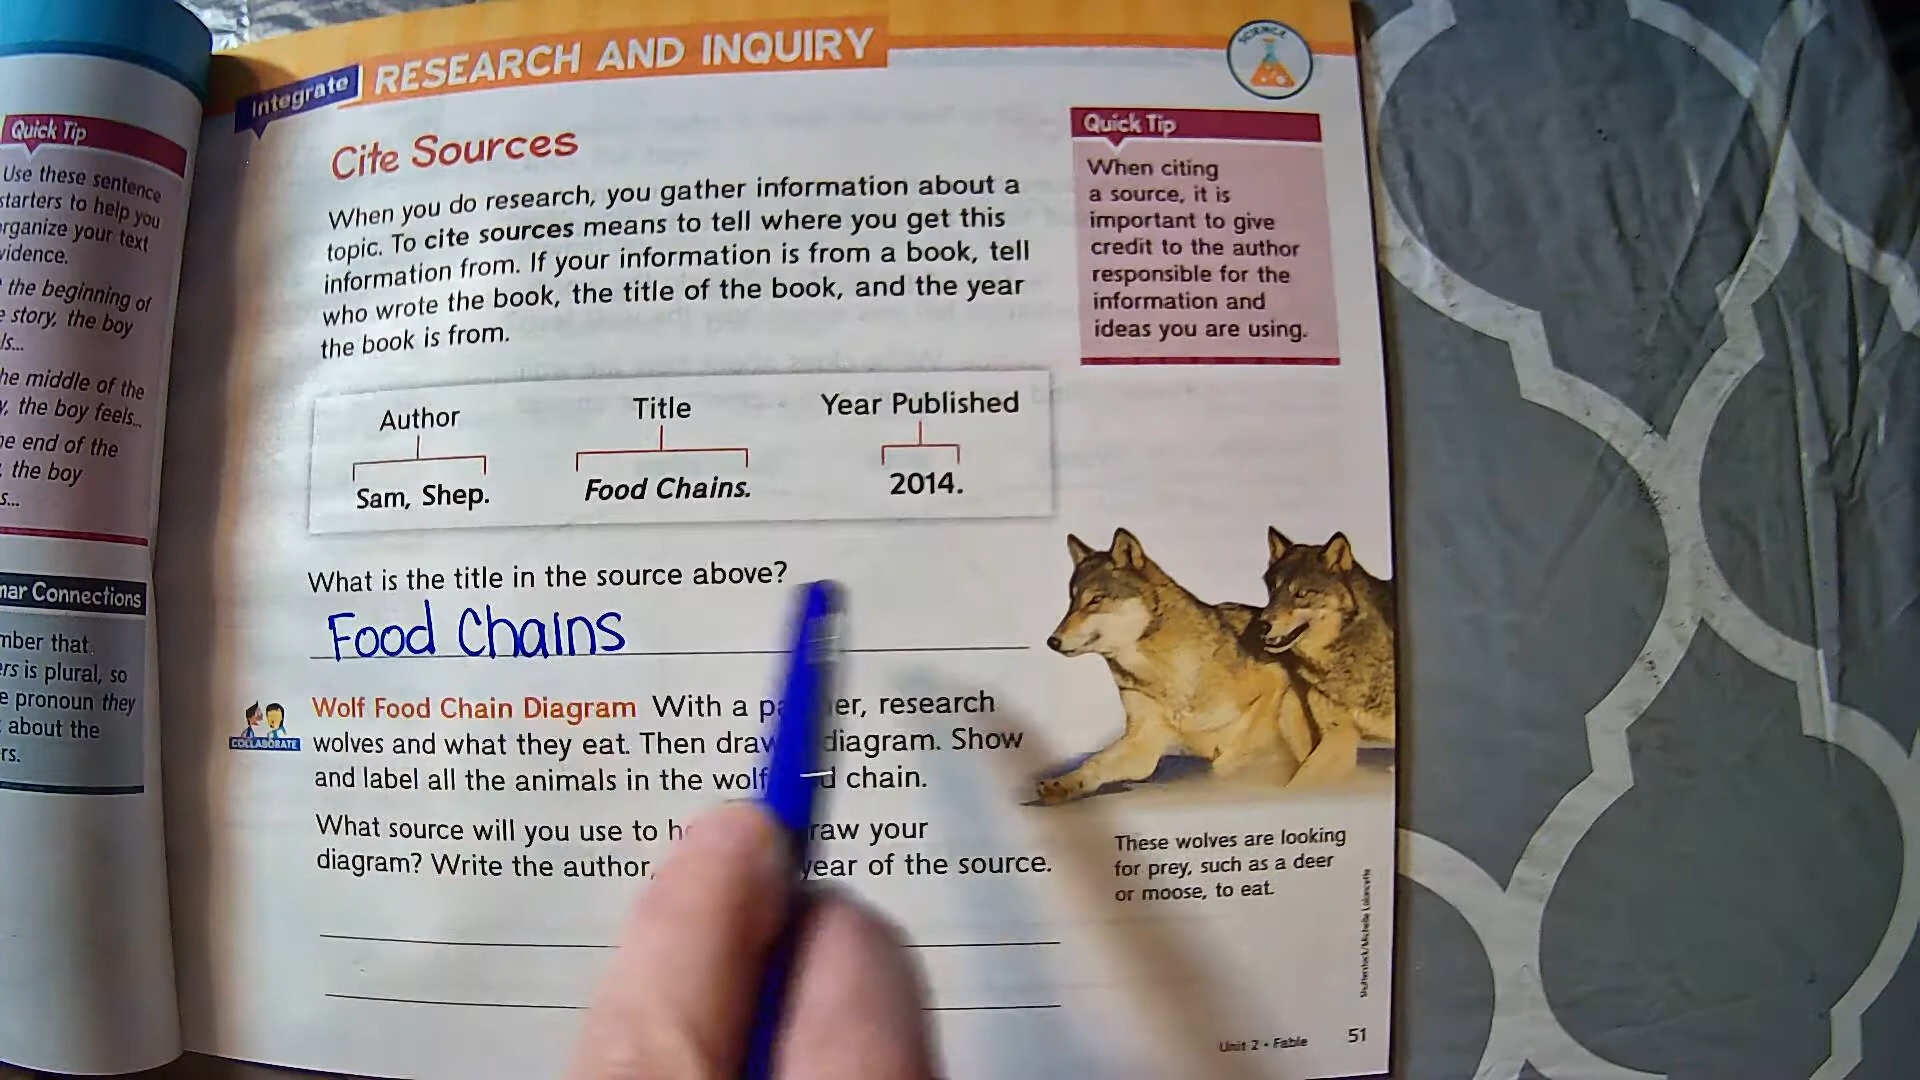 Quick Tip
Use these sentence
starters to help you
organize your text
evidence.
the beginning of
story, the boy
middle of the
the boy feels...
end of the
the boy
Connections
that
is plural, so
pronoun they
about the
Integrate
RESEARCH AND INQUIRY
SCIENCE
Cite Sources
When you do research, you gather information about a
topic. To cite sources means to tell where you get this
information from. If your information is from a book, tell
who wrote the book, the title of the book, and the year
the book is from.
Author Title Year Published
Sam, Shep. Food Chains. 2014.
What is the title in the source above?
Food Chains
COLLABORATE
Wolf Food Chain Diagram With a research
wolves and what they eat. Then draw diagram. Show
and label all the animals in the wolf chain.
What source will you use to your
diagram? Write the author, year of the source.
Quick Tip
When citing
a source, it is
important to give
credit to the author
responsible for the
information and
ideas you are using.
These wolves are looking
for prey, such as a deer
or moose, to eat.
Unit 2 • Fable 51